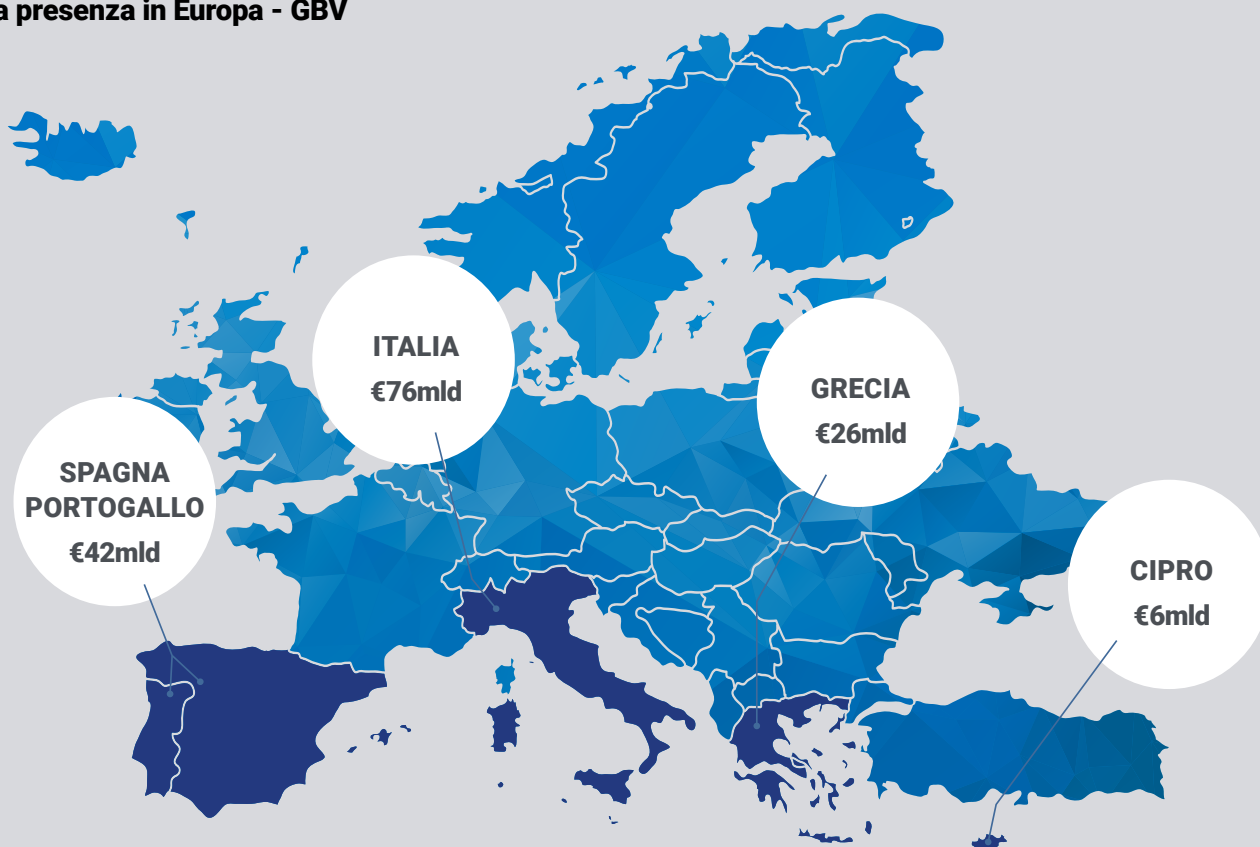 a presenza in Europa - GBV
ITALIA
€76mld
GRECIA
€26mld
SPAGNA
PORTOGALLO
€42mld
CIPRO
€6mld